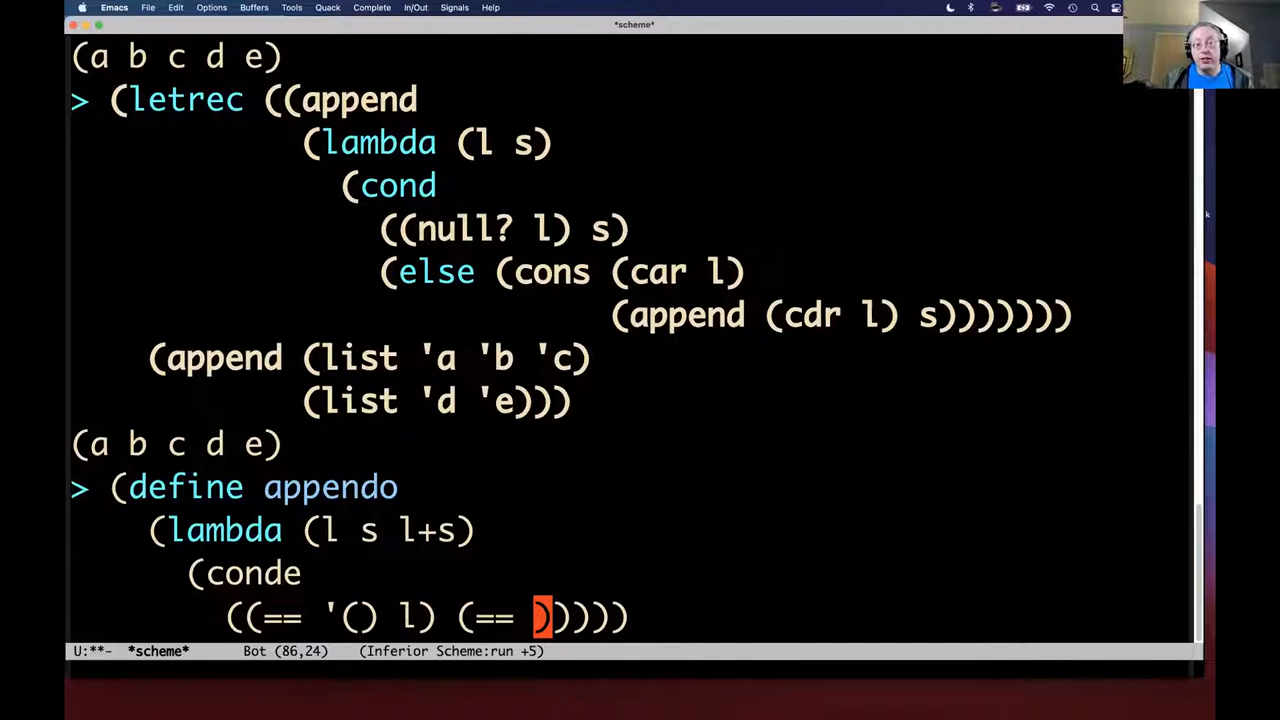 Emacs File Edit Options Buffers Tools Quack Complete In/Out Signals Help
*scheme*
(a b c d e)
> (letrec ((append
(lambda (l s)
(cond
((null? l) s)
(else (cons (car l)
(append (cdr l) s)))))))
(append (list 'a 'b 'c)
(list 'd 'e)))
(a b c d e)
> (define appendo
(lambda (l s l+s)
(conde
((== '() l) (== )))))
U:**- *scheme* Bot (86,24) (Inferior Scheme:run +5)
k